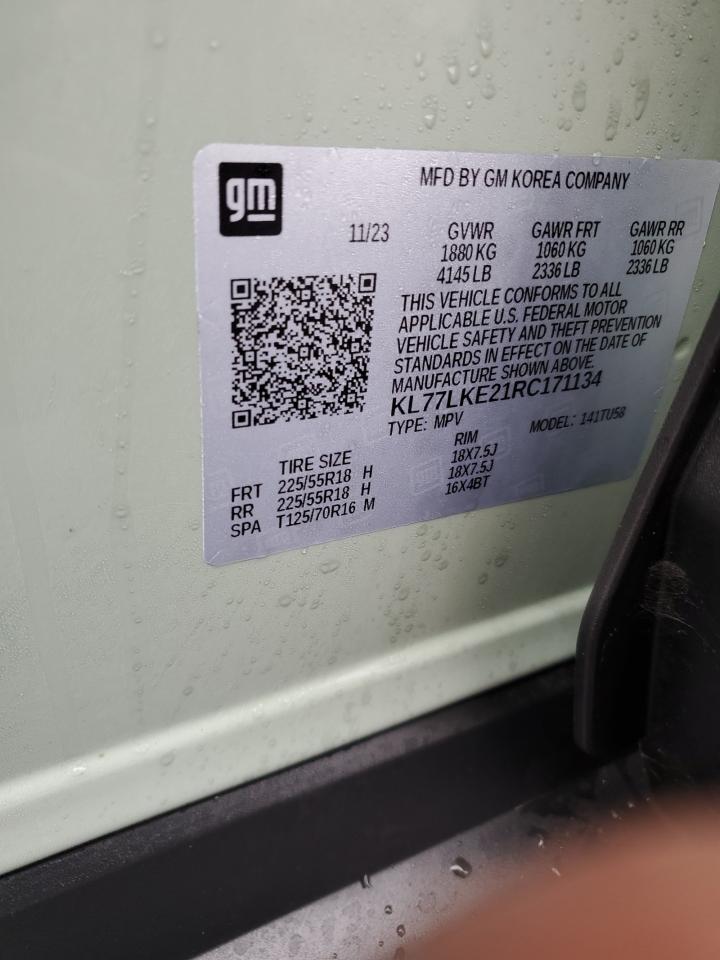 gm
MFD BY GM KOREA COMPANY
11/23 GVWR GAWR FRT GAWR RR
1880 KG 1060 KG 1060 KG
4145 LB 2336 LB 2336 LB
THIS VEHICLE CONFORMS TO ALL
APPLICABLE U.S. FEDERAL MOTOR
VEHICLE SAFETY AND THEFT PREVENTION
STANDARDS IN EFFECT ON THE DATE OF
MANUFACTURE SHOWN ABOVE.
KL77LKE21RC171134
TYPE: MPV MODEL: 141TU58
TIRE SIZE RIM
FRT 225/55R18 H 18X7.5J
RR 225/55R18 H 18X7.5J
SPA T125/70R16 M 16X4BT